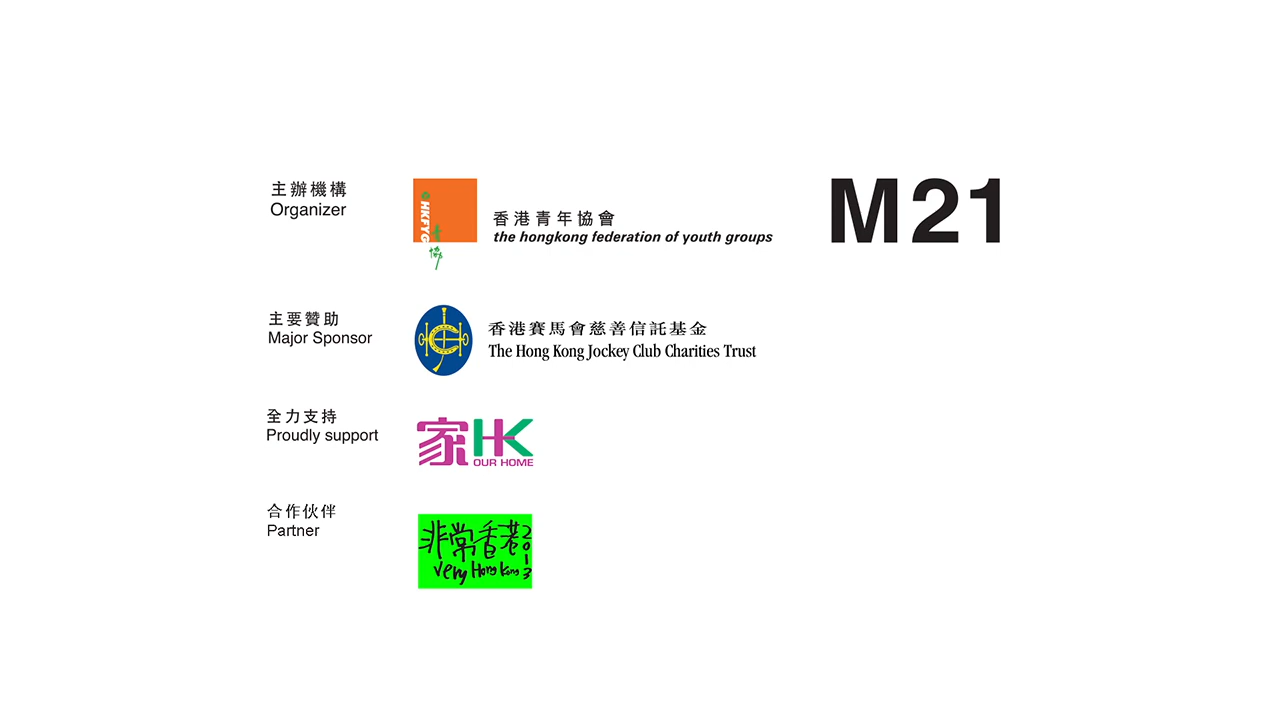 主辦機構
Organizer
HKFYG
青協
香港青年協會
the hongkong federation of youth groups
M21
主要贊助
Major Sponsor
香港賽馬會慈善信託基金
The Hong Kong Jockey Club Charities Trust
全力支持
Proudly support
家HK
OUR HOME
合作伙伴
Partner
非常香港
very Hong Kong
2013